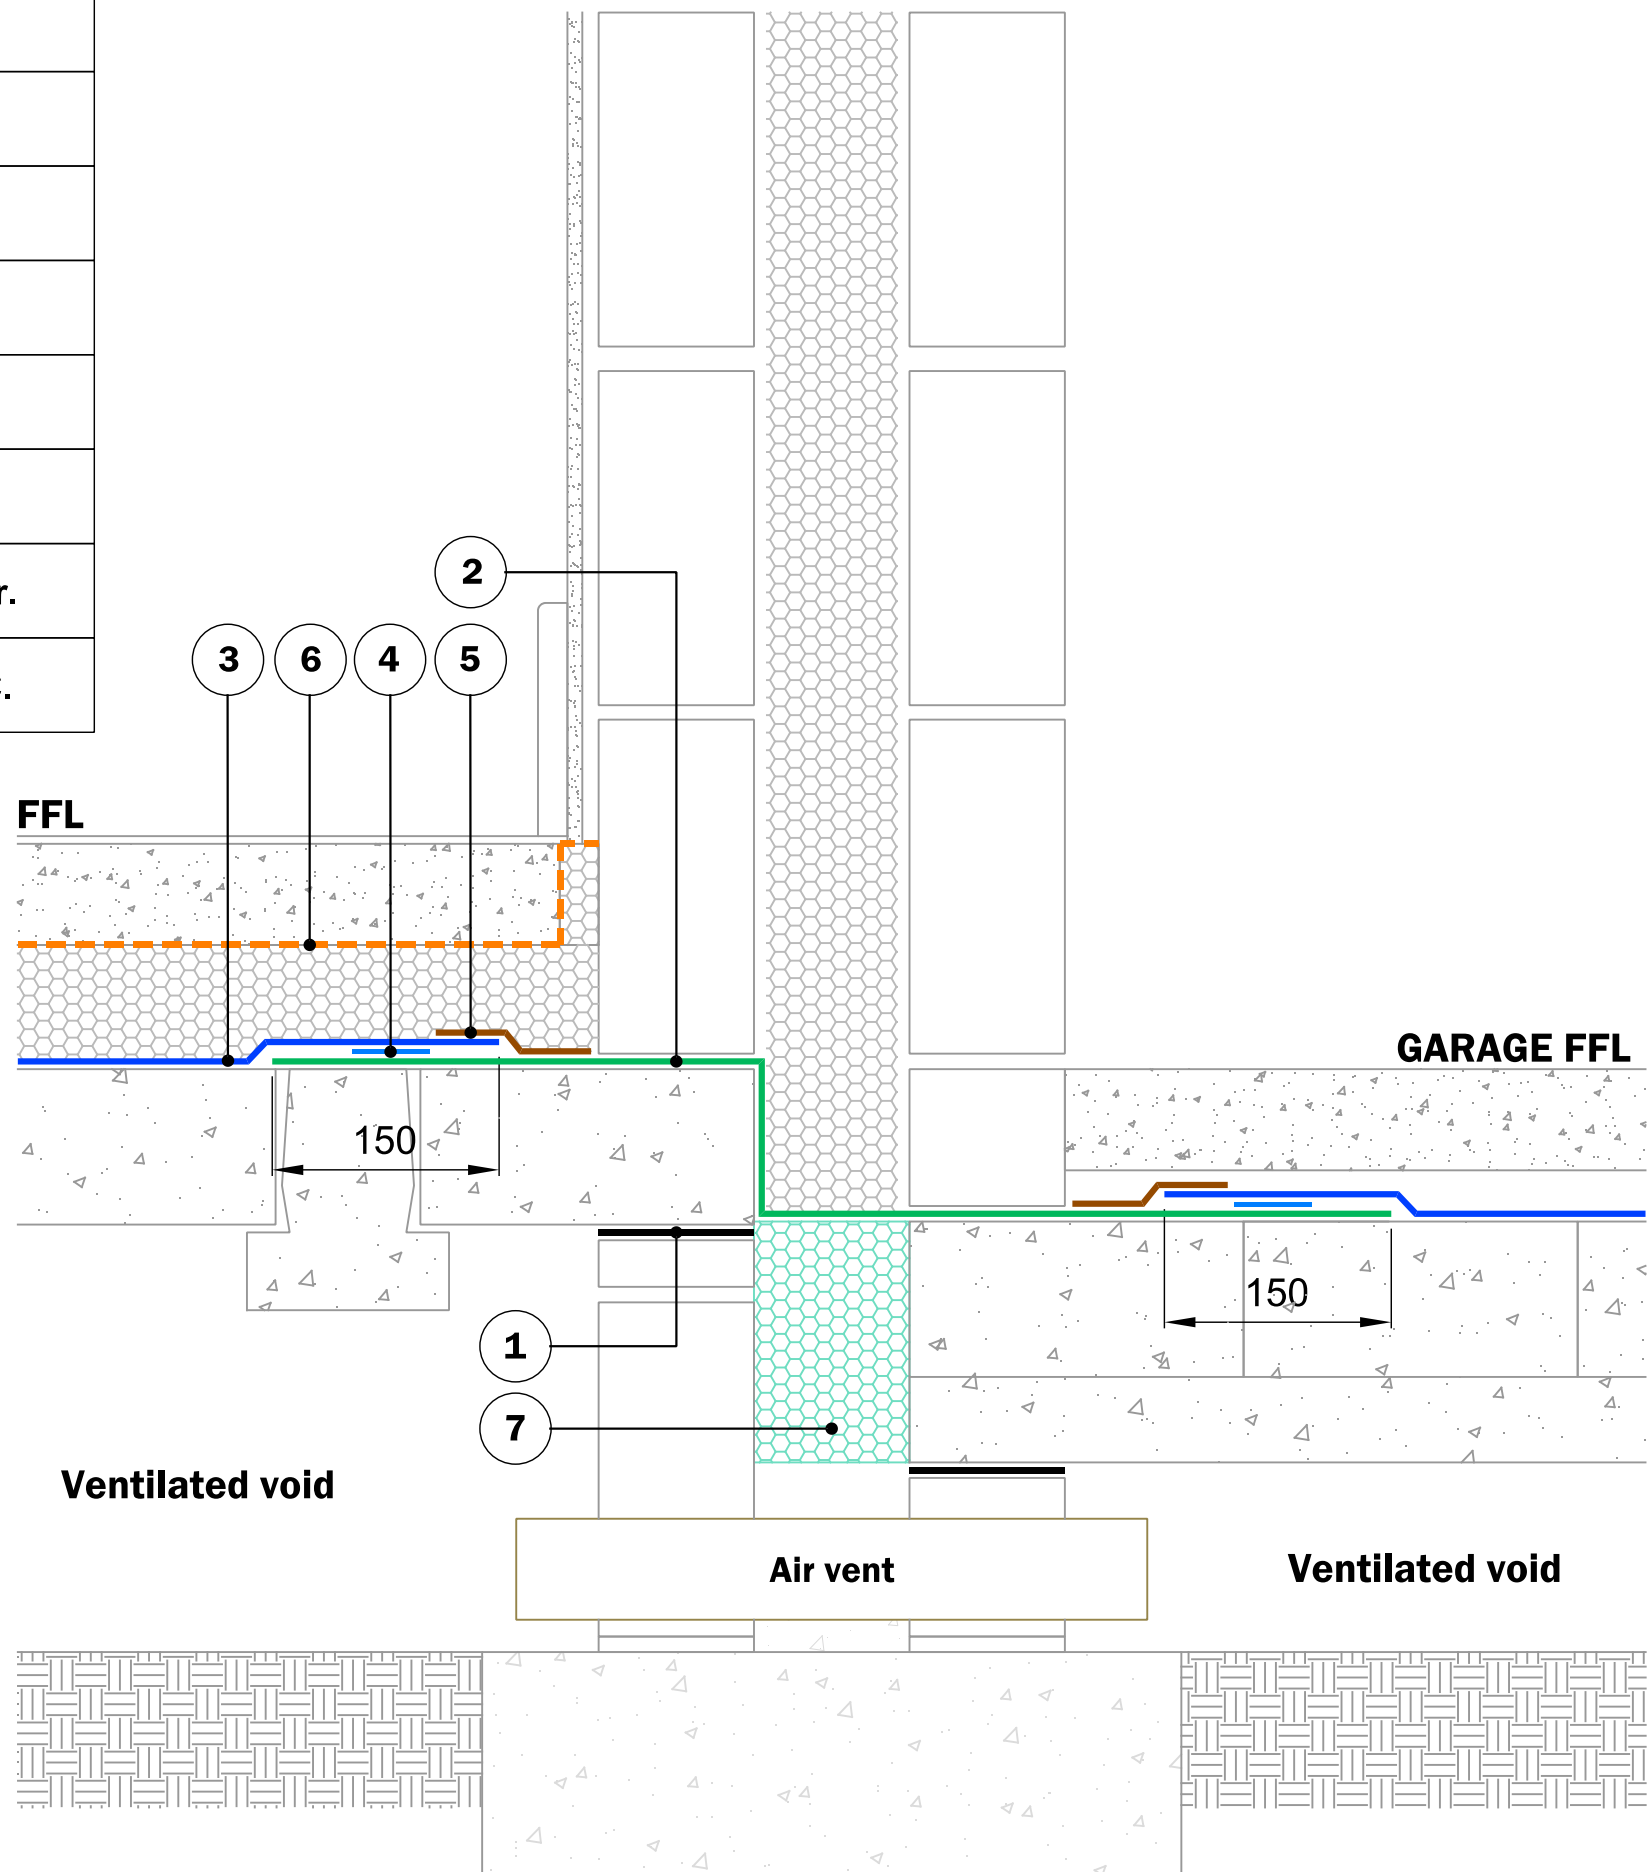 r.
.
2
3 6 4 5
FFL
GARAGE FFL
150
150
1
7
Ventilated void
Air vent
Ventilated void